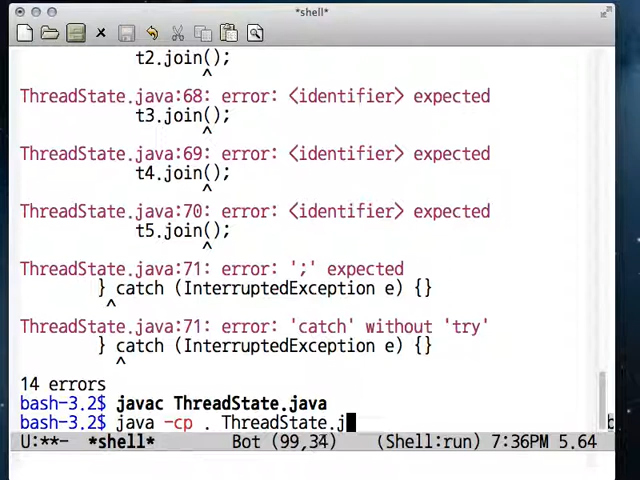 *shell*
t2.join();
^
ThreadState.java:68: error: <identifier> expected
t3.join();
^
ThreadState.java:69: error: <identifier> expected
t4.join();
^
ThreadState.java:70: error: <identifier> expected
t5.join();
^
ThreadState.java:71: error: ';' expected
} catch (InterruptedException e) {}
^
ThreadState.java:71: error: 'catch' without 'try'
} catch (InterruptedException e) {}
^
14 errors
bash-3.2$ javac ThreadState.java
bash-3.2$ java -cp . ThreadState.j
U:**-  *shell*  Bot (99,34)  (Shell:run) 7:36PM 5.64